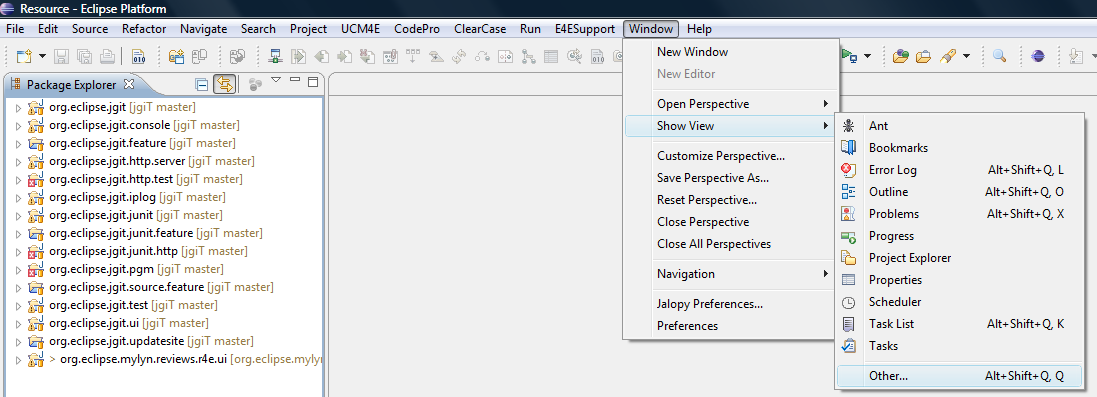 Resource - Eclipse Platform
File Edit Source Refactor Navigate Search Project UCM4E CodePro ClearCase Run E4ESupport Window Help
010
010
Package Explorer
org.eclipse.jgit [jgiT master]
org.eclipse.jgit.console [jgiT master]
org.eclipse.jgit.feature [jgiT master]
org.eclipse.jgit.http.server [jgiT master]
org.eclipse.jgit.http.test [jgiT master]
org.eclipse.jgit.iplog [jgiT master]
org.eclipse.jgit.junit [jgiT master]
org.eclipse.jgit.junit.feature [jgiT master]
org.eclipse.jgit.junit.http [jgiT master]
org.eclipse.jgit.pgm [jgiT master]
org.eclipse.jgit.source.feature [jgiT master]
org.eclipse.jgit.test [jgiT master]
org.eclipse.jgit.ui [jgiT master]
org.eclipse.jgit.updatesite [jgiT master]
> org.eclipse.mylyn.reviews.r4e.ui [org.eclipse.mylyn
New Window
New Editor
Open Perspective
Show View
Customize Perspective...
Save Perspective As...
Reset Perspective...
Close Perspective
Close All Perspectives
Navigation
Jalopy Preferences...
Preferences
Ant
Bookmarks
Error Log Alt+Shift+Q, L
Outline Alt+Shift+Q, O
Problems Alt+Shift+Q, X
Progress
Project Explorer
Properties
Scheduler
Task List Alt+Shift+Q, K
Tasks
Other... Alt+Shift+Q, Q